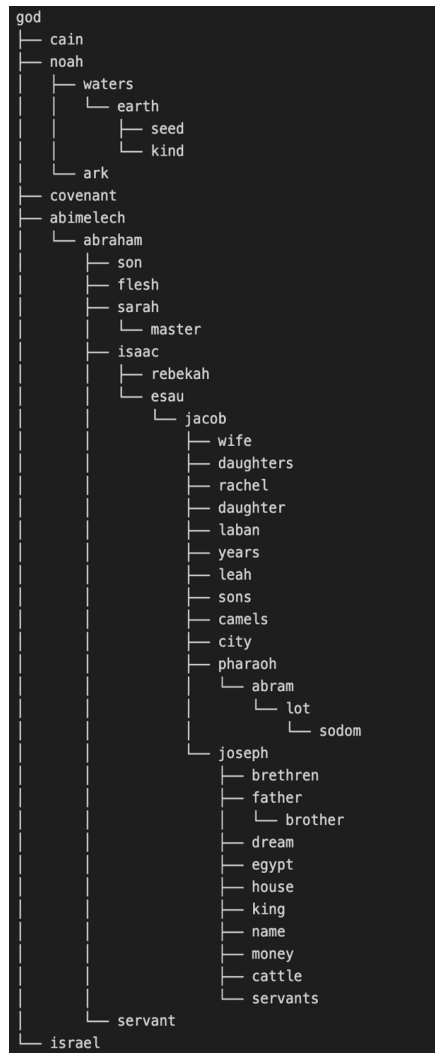 god
├── cain
├── noah
│   ├── waters
│   │   └── earth
│   │       ├── seed
│   │       └── kind
│   └── ark
├── covenant
├── abimelech
│   └── abraham
│       ├── son
│       ├── flesh
│       ├── sarah
│       │   └── master
│       ├── isaac
│       │   ├── rebekah
│       │   └── esau
│       │       └── jacob
│       │           ├── wife
│       │           ├── daughters
│       │           ├── rachel
│       │           ├── daughter
│       │           ├── laban
│       │           ├── years
│       │           ├── leah
│       │           ├── sons
│       │           ├── camels
│       │           ├── city
│       │           ├── pharaoh
│       │           │   └── abram
│       │           │       └── lot
│       │           │           └── sodom
│       │           └── joseph
│       │               ├── brethren
│       │               ├── father
│       │               │   └── brother
│       │               ├── dream
│       │               ├── egypt
│       │               ├── house
│       │               ├── king
│       │               ├── name
│       │               ├── money
│       │               ├── cattle
│       │               └── servants
│       └── servant
└── israel